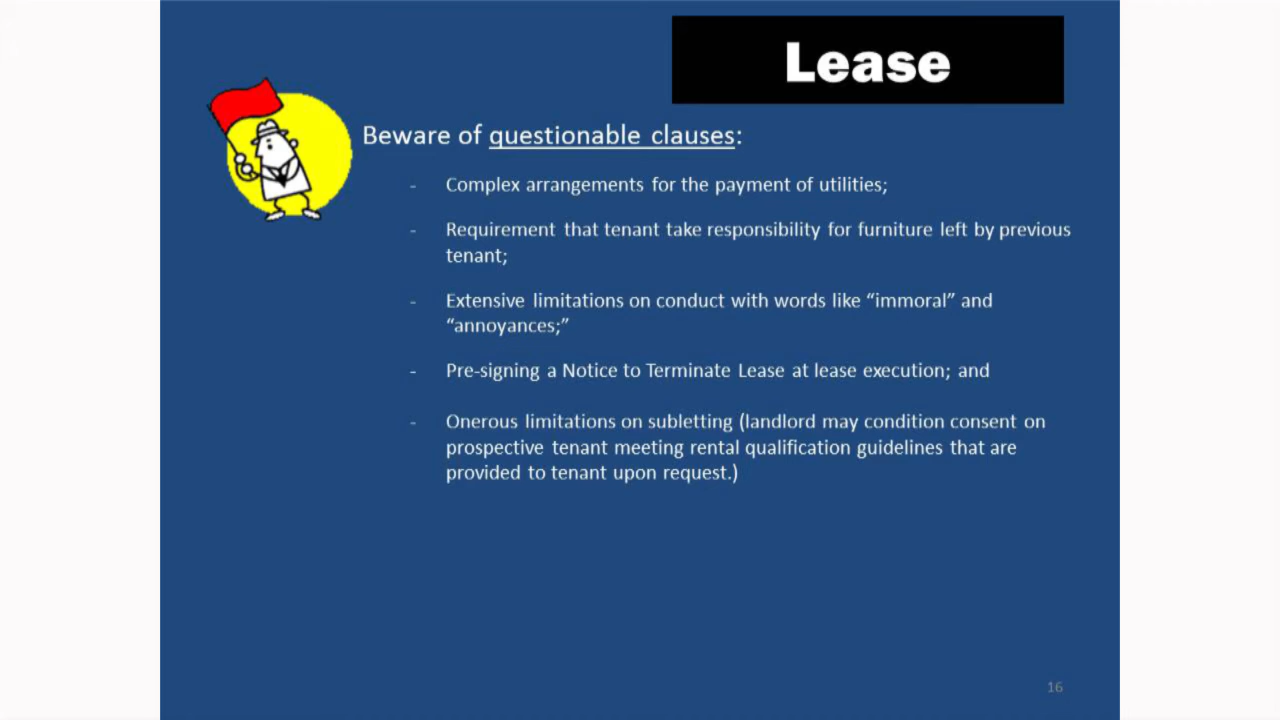 Lease
Beware of questionable clauses:
- Complex arrangements for the payment of utilities;
- Requirement that tenant take responsibility for furniture left by previous
tenant;
- Extensive limitations on conduct with words like “immoral” and
“annoyances;”
- Pre-signing a Notice to Terminate Lease at lease execution; and
- Onerous limitations on subletting (landlord may condition consent on
prospective tenant meeting rental qualification guidelines that are
provided to tenant upon request.)
16